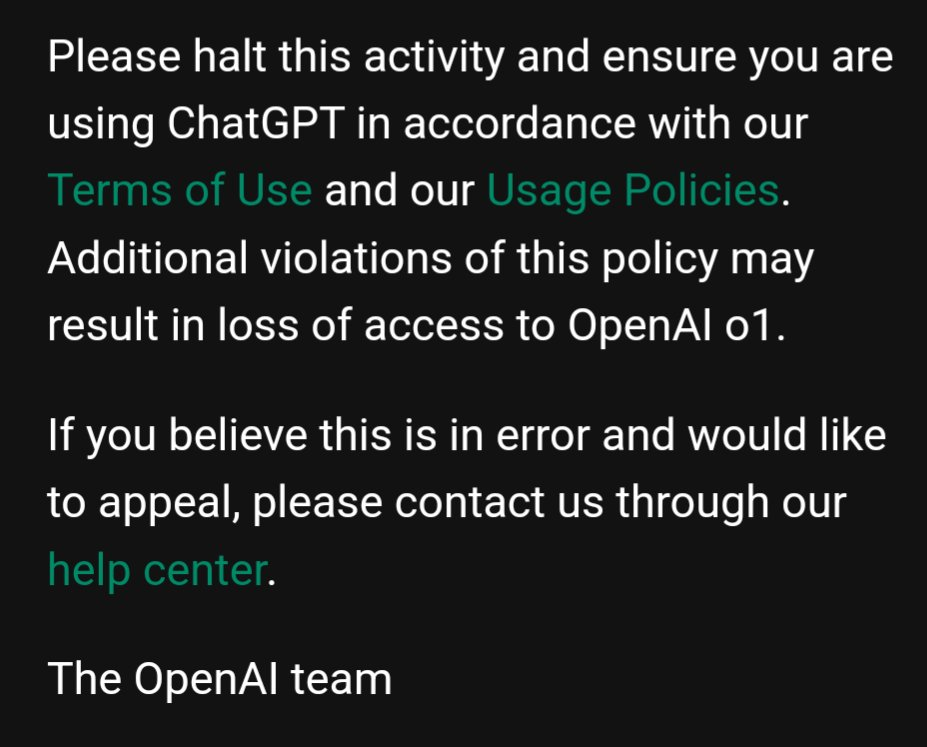 Please halt this activity and ensure you are
using ChatGPT in accordance with our
Terms of Use and our Usage Policies.
Additional violations of this policy may
result in loss of access to OpenAI o1.
If you believe this is in error and would like
to appeal, please contact us through our
help center.
The OpenAI team